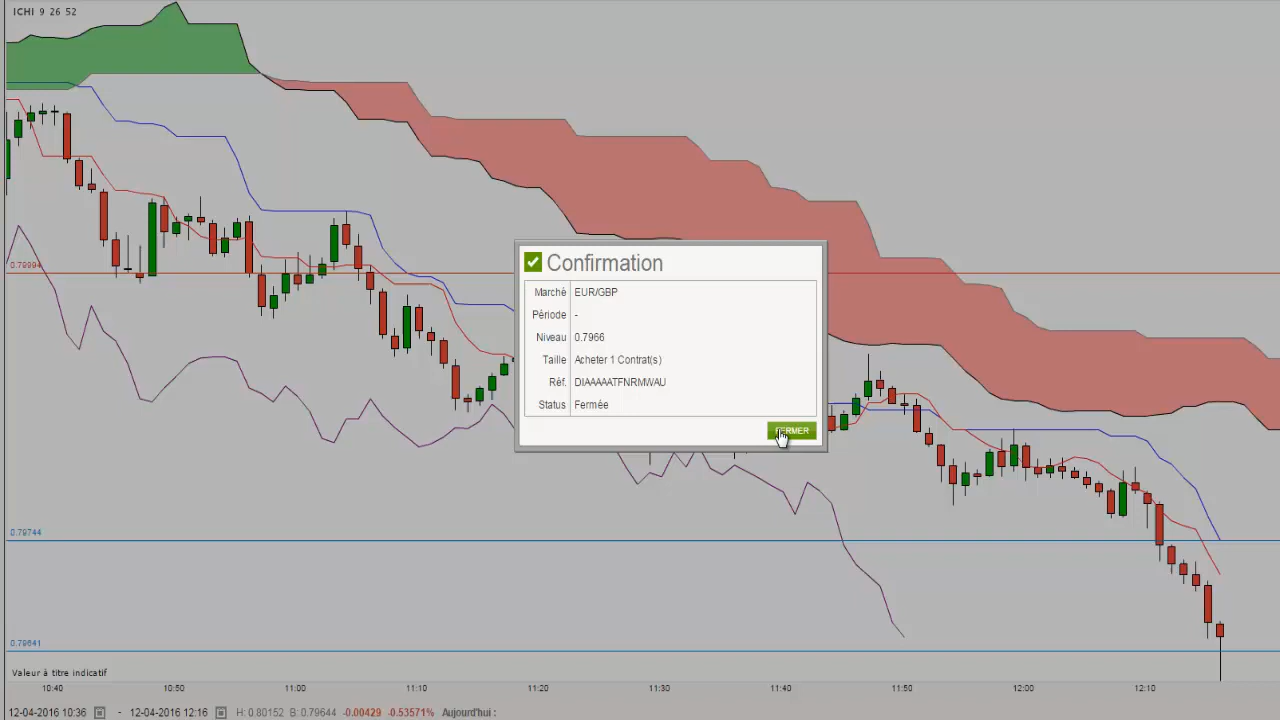 ICHI 9 26 52
0.79994
Confirmation
Marché EUR/GBP
Période -
Niveau 0.7966
Taille Acheter 1 Contrat(s)
Réf. DIAAAAATFNRMWAU
Status Fermée
FERMER
0.79744
0.79641
Valeur à titre indicatif
10:40 10:50 11:00 11:10 11:20 11:30 11:40 11:50 12:00 12:10
12-04-2016 10:36 - 12-04-2016 12:16 H: 0.80152 B: 0.79644 -0.00429 -0.53571% Aujourd'hui :